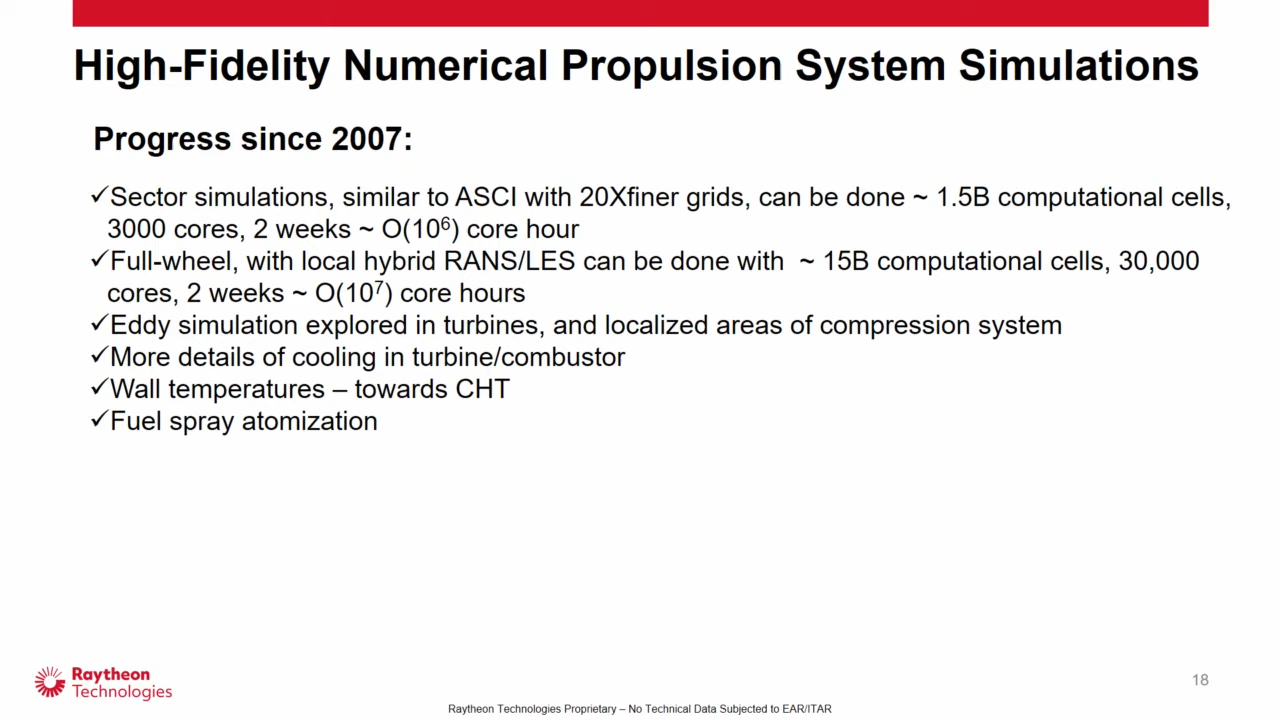 High-Fidelity Numerical Propulsion System Simulations
Progress since 2007:
✓Sector simulations, similar to ASCI with 20Xfiner grids, can be done ~ 1.5B computational cells,
3000 cores, 2 weeks ~ O(10⁶) core hour
✓Full-wheel, with local hybrid RANS/LES can be done with ~ 15B computational cells, 30,000
cores, 2 weeks ~ O(10⁷) core hours
✓Eddy simulation explored in turbines, and localized areas of compression system
✓More details of cooling in turbine/combustor
✓Wall temperatures – towards CHT
✓Fuel spray atomization
Raytheon
Technologies
18
Raytheon Technologies Proprietary – No Technical Data Subjected to EAR/ITAR